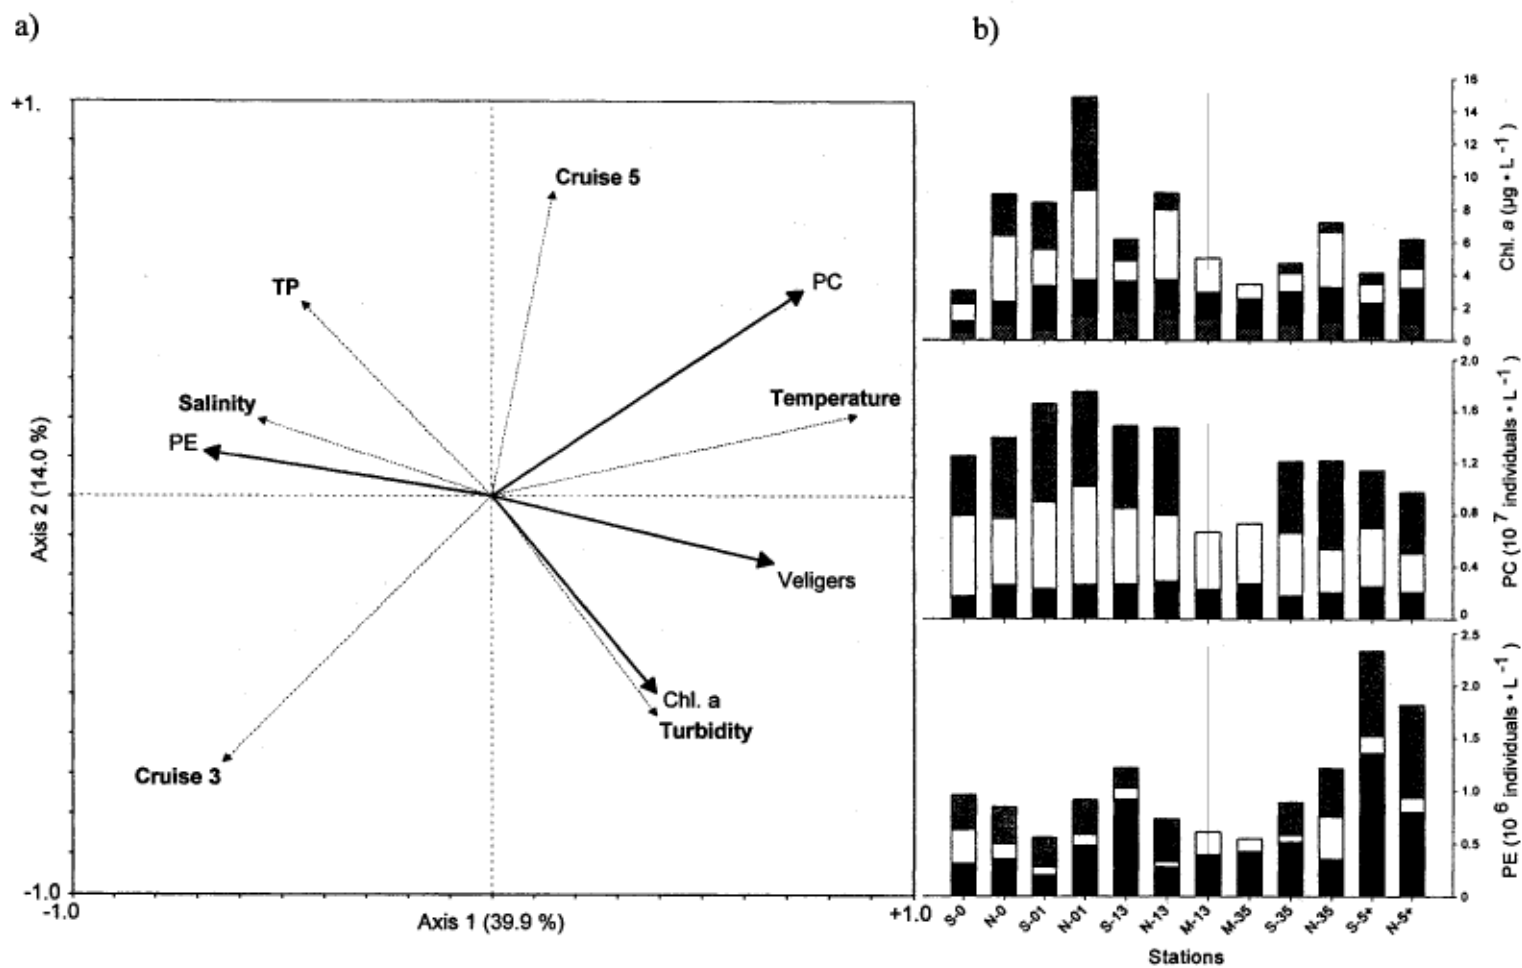 a)
+1.
Cruise 5
TP
PC
Salinity
Temperature
PE
Axis 2 (14.0 %)
Veligers
Chl. a
Turbidity
Cruise 3
-1.0
-1.0
Axis 1 (39.9 %)
+1.0
b)
16
14
12
10
8
6
4
2
0
Chl. a (µg • L⁻¹)
2.0
1.6
1.2
0.8
0.4
0
PC (10⁷ individuals • L⁻¹)
2.5
2.0
1.5
1.0
0.5
0
PE (10⁶ individuals • L⁻¹)
S-0 N-0 S-01 N-01 S-13 N-13 M-13 M-35 S-35 N-35 S-5+ N-5+
Stations